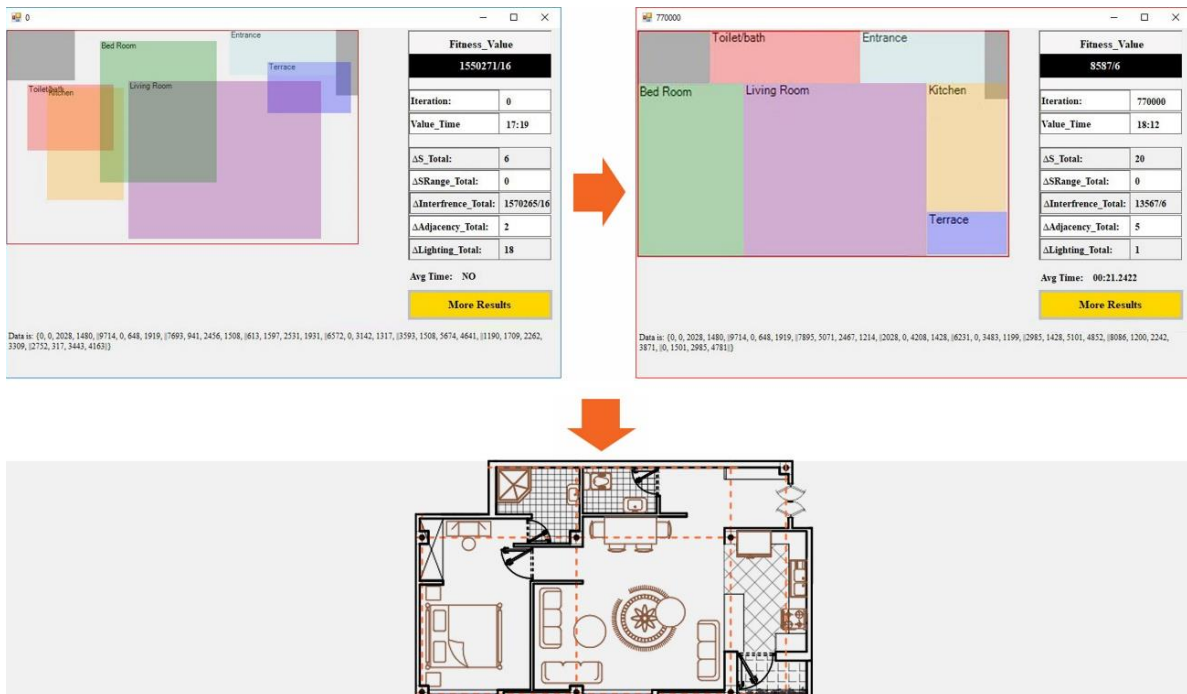 0
Entrance
Bed Room
Terrace
Toilet/bath
Kitchen
Living Room
Fitness_Value
1550271/16
Iteration: 0
Value_Time 17:19
ΔS_Total: 6
ΔSRange_Total: 0
ΔInterfrence_Total: 1570265/16
ΔAdjacency_Total: 2
ΔLighting_Total: 18
Avg Time: NO
More Results
Data is: {0, 0, 2028, 1480, ||9714, 0, 648, 1919, ||7693, 941, 2456, 1508, ||613, 1597, 2531, 1931, ||6572, 0, 3142, 1317, ||3593, 1508, 5674, 4641, ||1190, 1709, 2262,
3309, ||2752, 317, 3443, 4163||}
770000
Toilet/bath Entrance
Bed Room Living Room Kitchen
Terrace
Fitness_Value
8587/6
Iteration: 770000
Value_Time 18:12
ΔS_Total: 20
ΔSRange_Total: 0
ΔInterfrence_Total: 13567/6
ΔAdjacency_Total: 5
ΔLighting_Total: 1
Avg Time: 00:21.2422
More Results
Data is: {0, 0, 2028, 1480, ||9714, 0, 648, 1919, ||7895, 5071, 2467, 1214, ||2028, 0, 4208, 1428, ||6231, 0, 3483, 1199, ||2985, 1428, 5101, 4852, ||8086, 1200, 2242,
3871, ||0, 1501, 2985, 4781||}